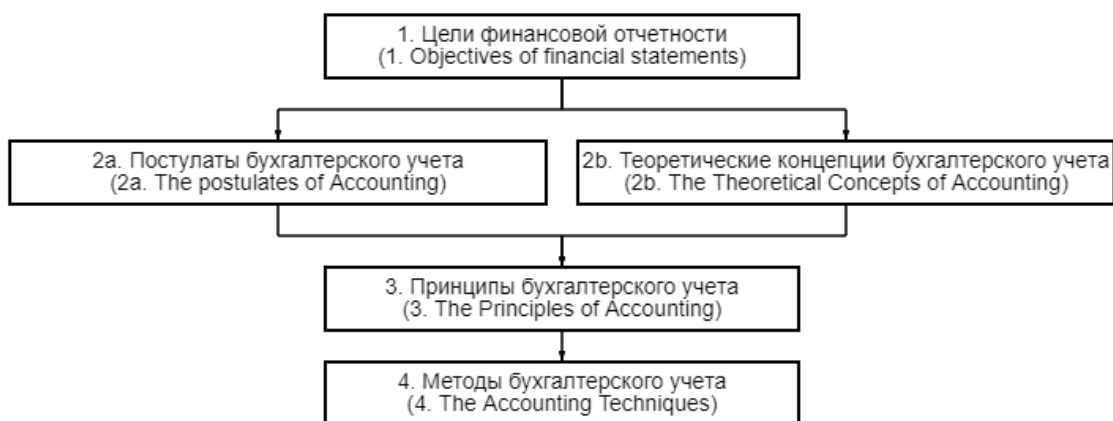 1. Цели финансовой отчетности
(1. Objectives of financial statements)
2a. Постулаты бухгалтерского учета
(2a. The postulates of Accounting)
2b. Теоретические концепции бухгалтерского учета
(2b. The Theoretical Concepts of Accounting)
3. Принципы бухгалтерского учета
(3. The Principles of Accounting)
4. Методы бухгалтерского учета
(4. The Accounting Techniques)